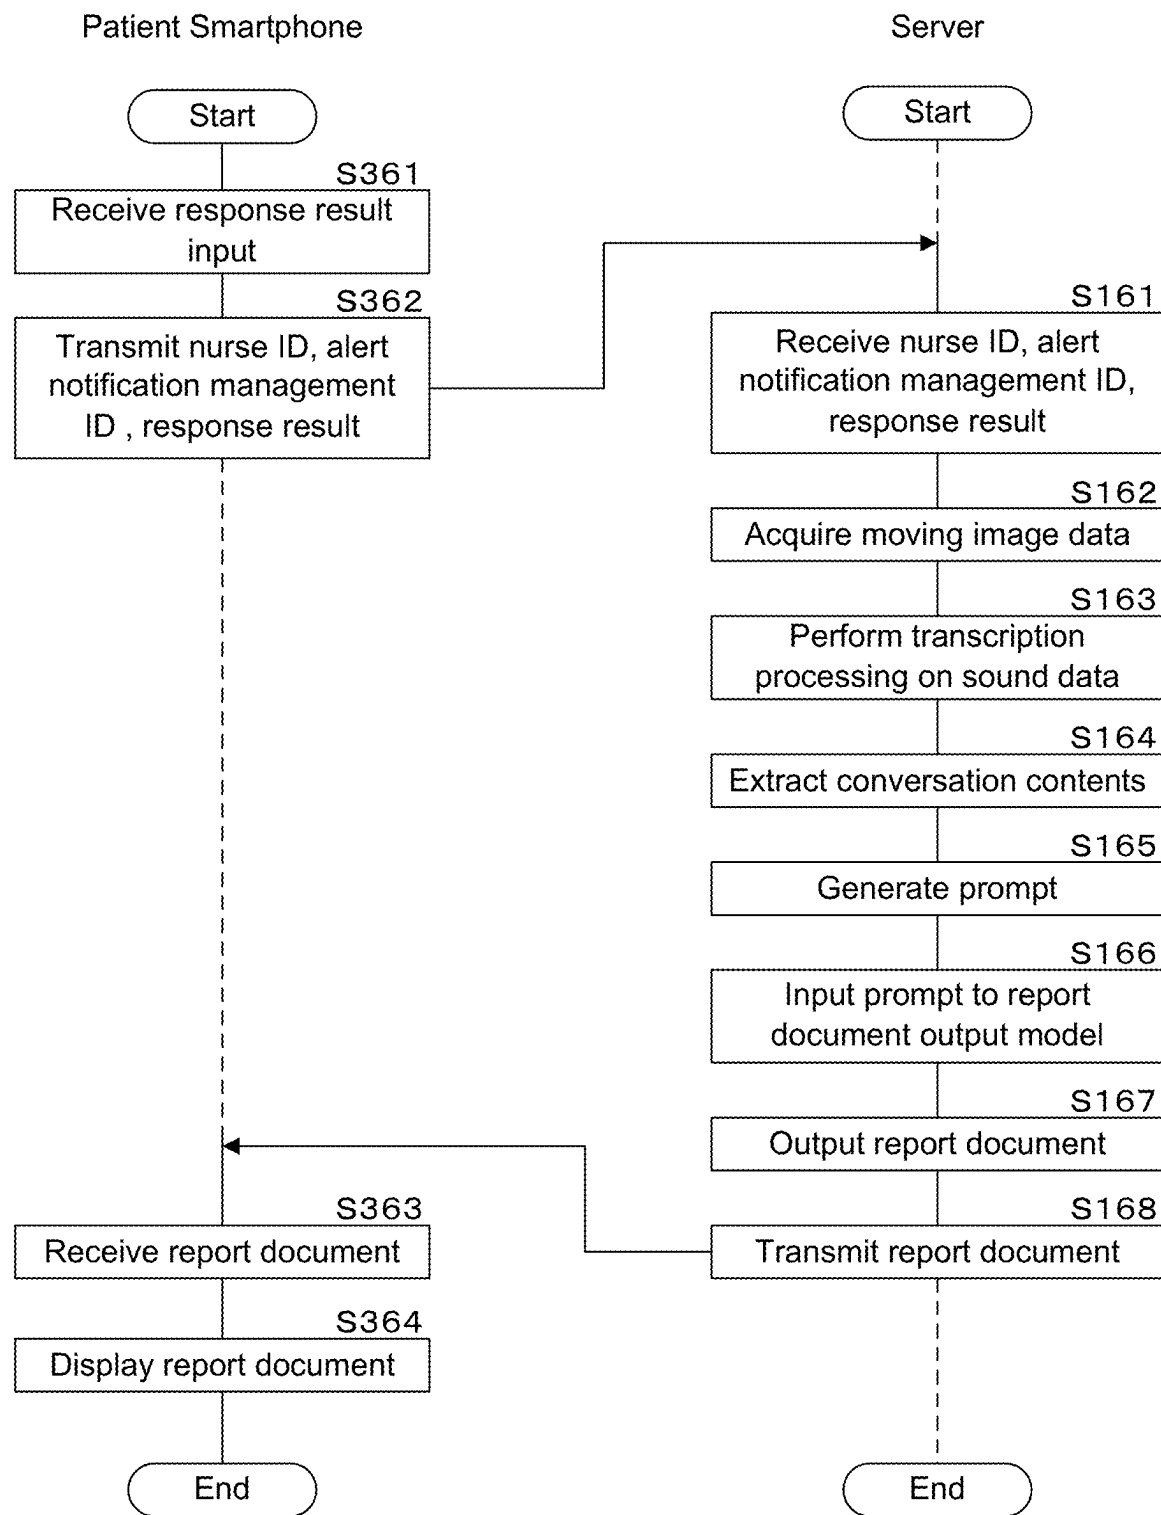 Patient Smartphone
Start
S361
Receive response result
input
S362
Transmit nurse ID, alert
notification management
ID , response result
S363
Receive report document
S364
Display report document
End
Server
Start
S161
Receive nurse ID, alert
notification management ID,
response result
S162
Acquire moving image data
S163
Perform transcription
processing on sound data
S164
Extract conversation contents
S165
Generate prompt
S166
Input prompt to report
document output model
S167
Output report document
S168
Transmit report document
End